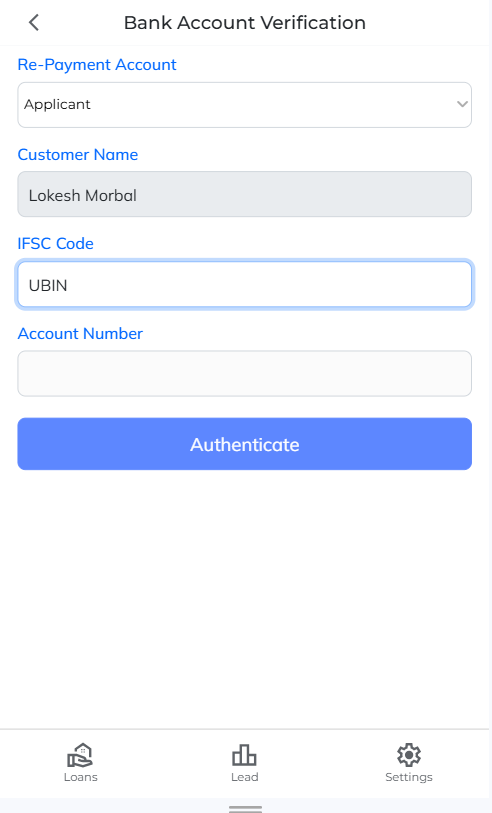 Bank Account Verification
Re-Payment Account
Applicant
Customer Name
Lokesh Morbal
IFSC Code
UBIN
Account Number
Authenticate
Loans
Lead
Settings